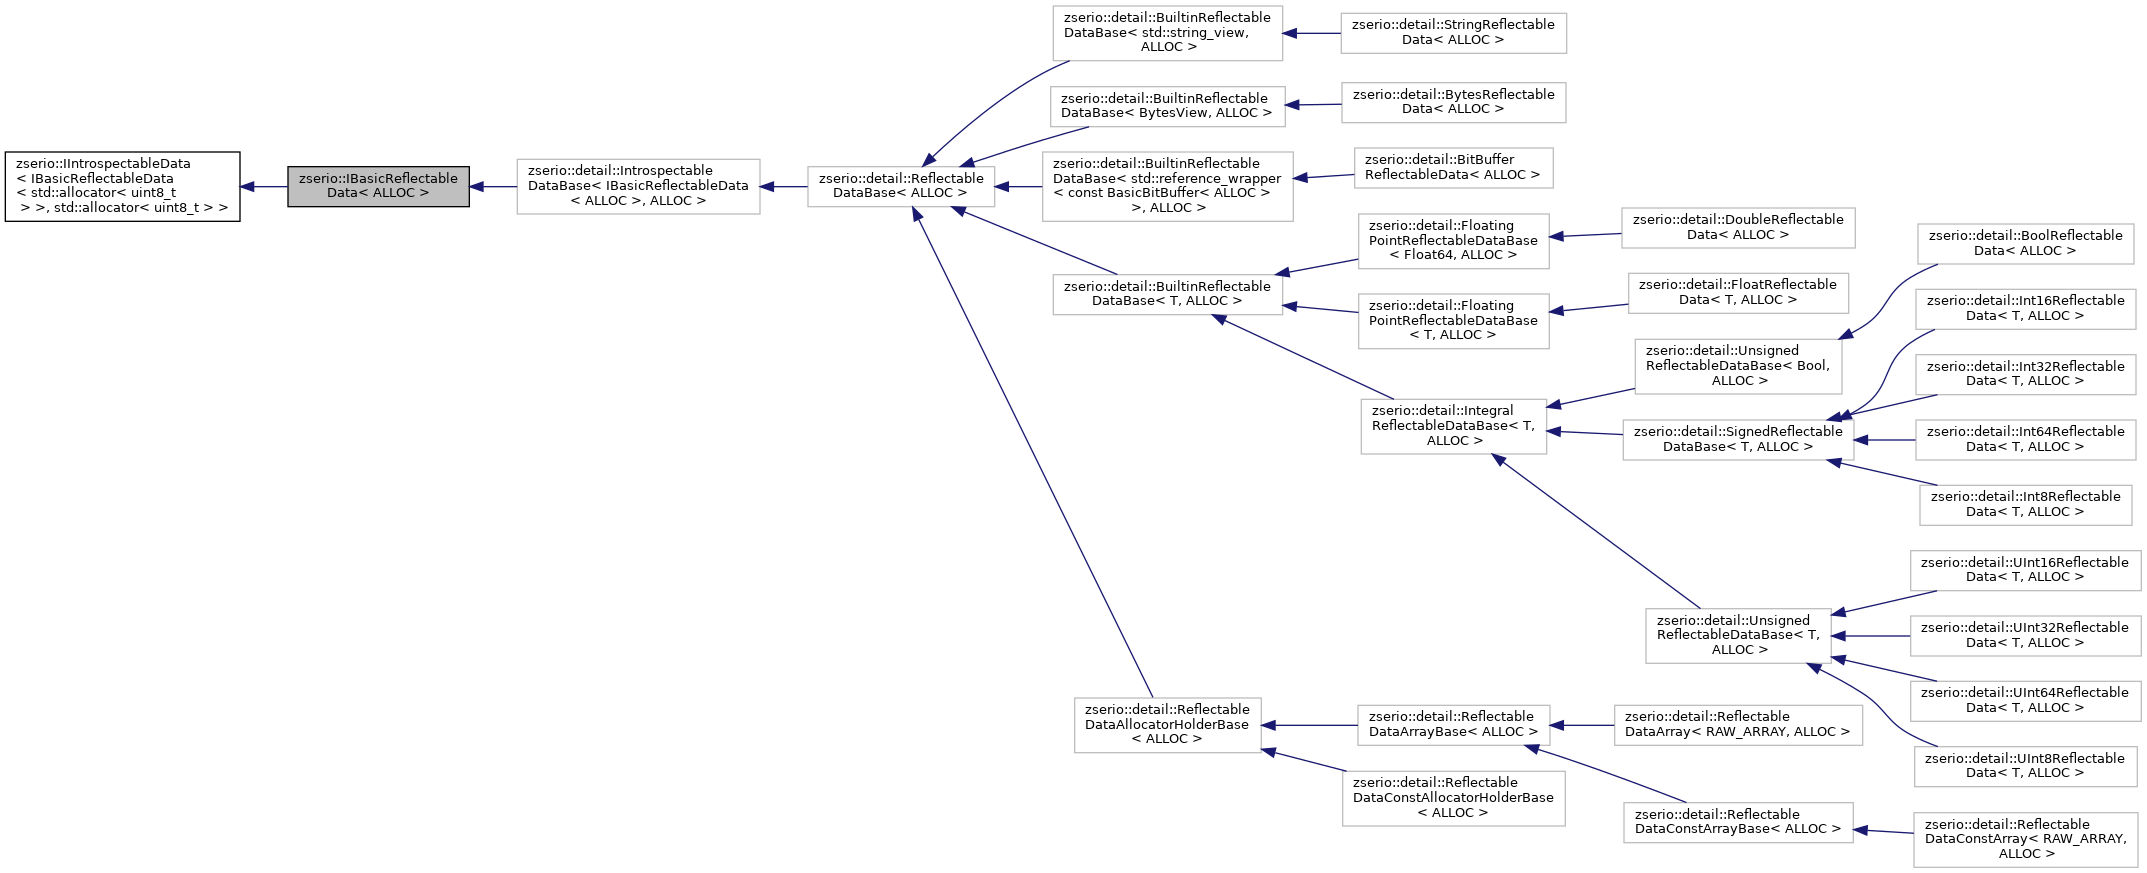 zserio::IIntrospectableData
< IBasicReflectableData
< std::allocator< uint8_t
> >, std::allocator< uint8_t > >
zserio::IBasicReflectable
Data< ALLOC >
zserio::detail::Introspectable
DataBase< IBasicReflectableData
< ALLOC >, ALLOC >
zserio::detail::Reflectable
DataBase< ALLOC >
zserio::detail::BuiltinReflectable
DataBase< std::string_view,
ALLOC >
zserio::detail::StringReflectable
Data< ALLOC >
zserio::detail::BuiltinReflectable
DataBase< BytesView, ALLOC >
zserio::detail::BytesReflectable
Data< ALLOC >
zserio::detail::BuiltinReflectable
DataBase< std::reference_wrapper
< const BasicBitBuffer< ALLOC >
>, ALLOC >
zserio::detail::BitBuffer
ReflectableData< ALLOC >
zserio::detail::BuiltinReflectable
DataBase< T, ALLOC >
zserio::detail::Floating
PointReflectableDataBase
< Float64, ALLOC >
zserio::detail::DoubleReflectable
Data< ALLOC >
zserio::detail::Floating
PointReflectableDataBase
< T, ALLOC >
zserio::detail::FloatReflectable
Data< T, ALLOC >
zserio::detail::Integral
ReflectableDataBase< T,
ALLOC >
zserio::detail::Unsigned
ReflectableDataBase< Bool,
ALLOC >
zserio::detail::BoolReflectable
Data< ALLOC >
zserio::detail::SignedReflectable
DataBase< T, ALLOC >
zserio::detail::Int16Reflectable
Data< T, ALLOC >
zserio::detail::Int32Reflectable
Data< T, ALLOC >
zserio::detail::Int64Reflectable
Data< T, ALLOC >
zserio::detail::Int8Reflectable
Data< T, ALLOC >
zserio::detail::Unsigned
ReflectableDataBase< T,
ALLOC >
zserio::detail::UInt16Reflectable
Data< T, ALLOC >
zserio::detail::UInt32Reflectable
Data< T, ALLOC >
zserio::detail::UInt64Reflectable
Data< T, ALLOC >
zserio::detail::UInt8Reflectable
Data< T, ALLOC >
zserio::detail::Reflectable
DataAllocatorHolderBase
< ALLOC >
zserio::detail::Reflectable
DataArrayBase< ALLOC >
zserio::detail::Reflectable
DataArray< RAW_ARRAY, ALLOC >
zserio::detail::Reflectable
DataConstAllocatorHolderBase
< ALLOC >
zserio::detail::Reflectable
DataConstArrayBase< ALLOC >
zserio::detail::Reflectable
DataConstArray< RAW_ARRAY,
ALLOC >